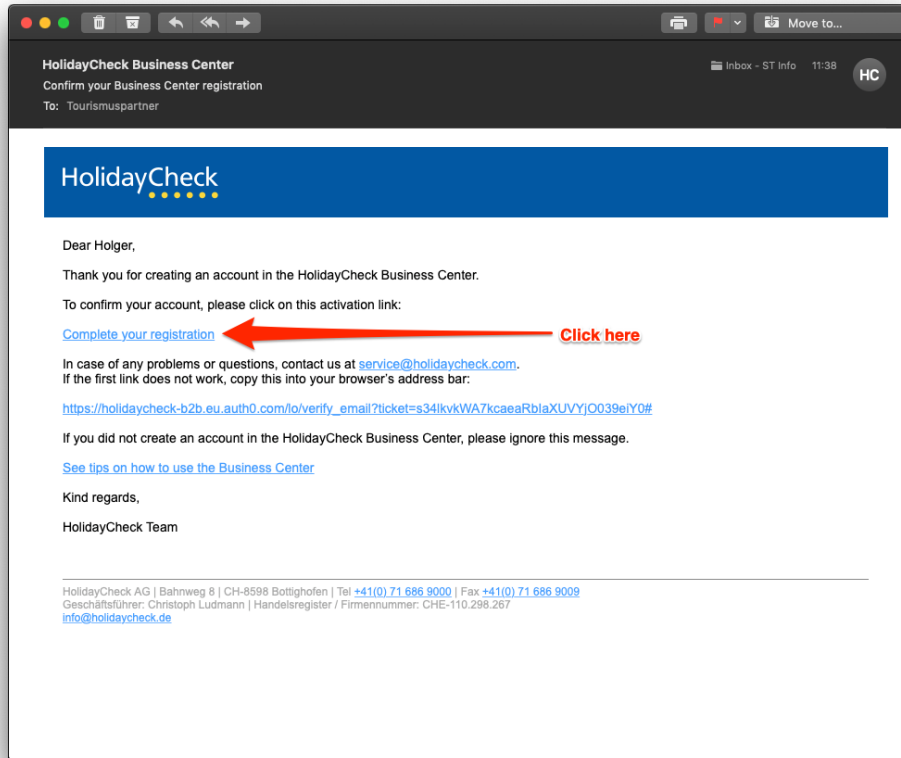 Move to...
HolidayCheck Business Center
Inbox - ST Info 11:38
HC
Confirm your Business Center registration
To: Tourismuspartner
HolidayCheck
Dear Holger,
Thank you for creating an account in the HolidayCheck Business Center.
To confirm your account, please click on this activation link:
Complete your registration
Click here
In case of any problems or questions, contact us at service@holidaycheck.com.
If the first link does not work, copy this into your browser's address bar:
https://holidaycheck-b2b.eu.auth0.com/lo/verify_email?ticket=s34lkvkWA7kcaeaRblaXUVYjO039eiY0#
If you did not create an account in the HolidayCheck Business Center, please ignore this message.
See tips on how to use the Business Center
Kind regards,
HolidayCheck Team
HolidayCheck AG | Bahnweg 8 | CH-8598 Bottighofen | Tel +41(0) 71 686 9000 | Fax +41(0) 71 686 9009
Geschäftsführer: Christoph Ludmann | Handelsregister / Firmennummer: CHE-110.298.267
info@holidaycheck.de